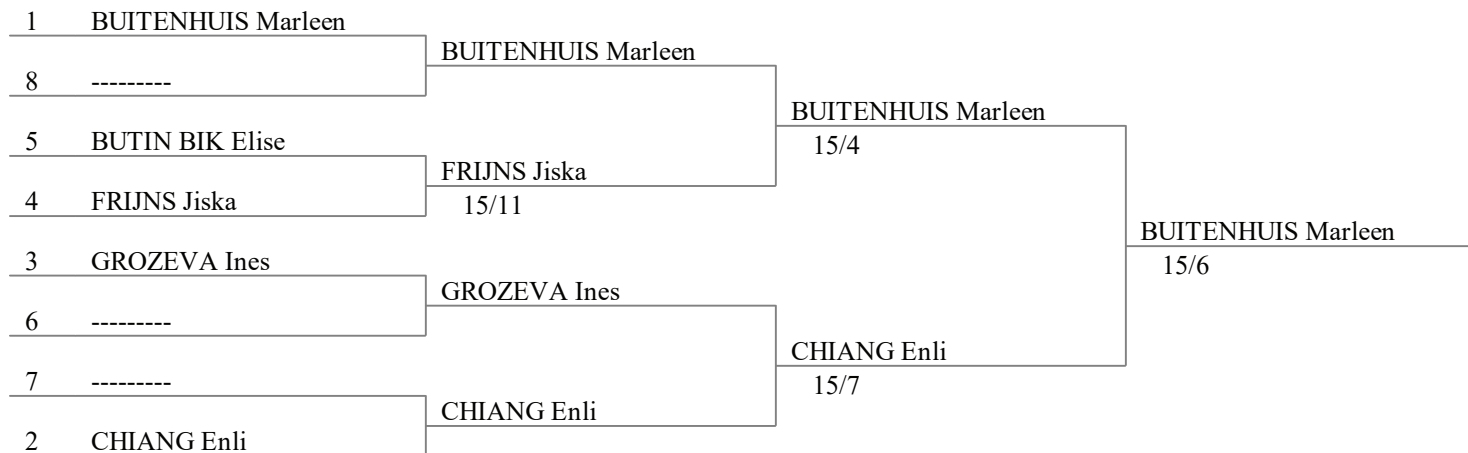 1 BUITENHUIS Marleen
BUITENHUIS Marleen
8 ---------
BUITENHUIS Marleen
15/4
5 BUTIN BIK Elise
FRIJNS Jiska
15/11
4 FRIJNS Jiska
BUITENHUIS Marleen
15/6
3 GROZEVA Ines
GROZEVA Ines
6 ---------
CHIANG Enli
15/7
7 ---------
CHIANG Enli
2 CHIANG Enli